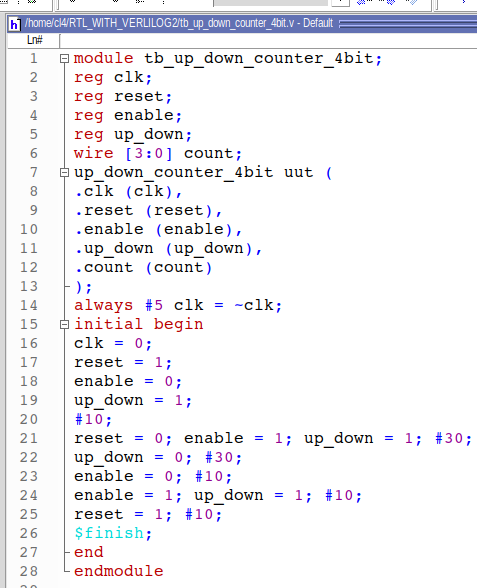 /home/cl4/RTL_WITH_VERLILOG2/tb_up_down_counter_4bit.v - Default
Ln#
1 module tb_up_down_counter_4bit;
2 reg clk;
3 reg reset;
4 reg enable;
5 reg up_down;
6 wire [3:0] count;
7 up_down_counter_4bit uut (
8 .clk (clk),
9 .reset (reset),
10 .enable (enable),
11 .up_down (up_down),
12 .count (count)
13 );
14 always #5 clk = ~clk;
15 initial begin
16 clk = 0;
17 reset = 1;
18 enable = 0;
19 up_down = 1;
20 #10;
21 reset = 0; enable = 1; up_down = 1; #30;
22 up_down = 0; #30;
23 enable = 0; #10;
24 enable = 1; up_down = 1; #10;
25 reset = 1; #10;
26 $finish;
27 end
28 endmodule